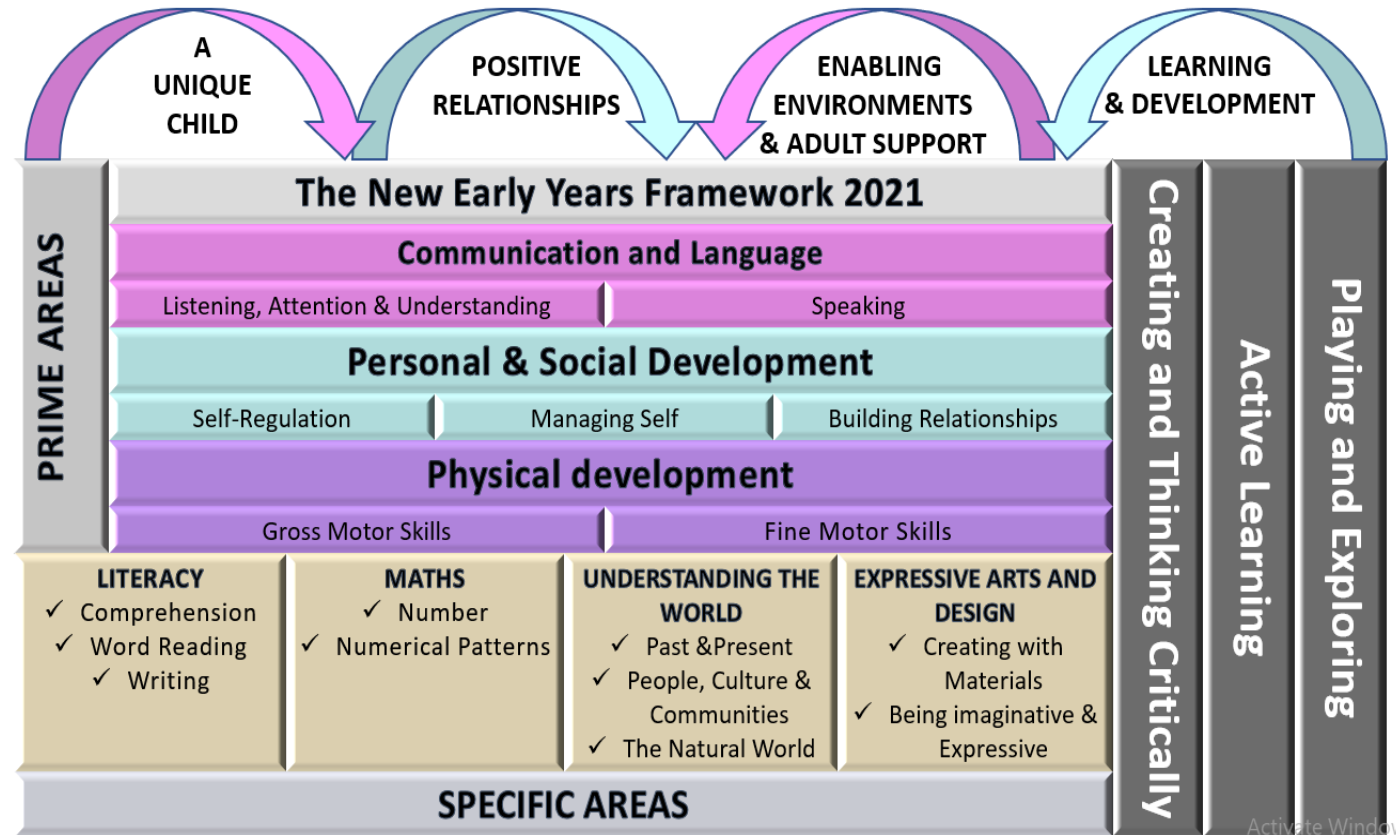 A
UNIQUE
CHILD
POSITIVE
RELATIONSHIPS
ENABLING
ENVIRONMENTS
& ADULT SUPPORT
LEARNING
& DEVELOPMENT
PRIME AREAS
The New Early Years Framework 2021
Communication and Language
Listening, Attention & Understanding
Speaking
Personal & Social Development
Self-Regulation
Managing Self
Building Relationships
Physical development
Gross Motor Skills
Fine Motor Skills
LITERACY
✓ Comprehension
✓ Word Reading
✓ Writing
MATHS
✓ Number
✓ Numerical Patterns
UNDERSTANDING THE
WORLD
✓ Past &Present
✓ People, Culture &
Communities
✓ The Natural World
EXPRESSIVE ARTS AND
DESIGN
✓ Creating with
Materials
✓ Being imaginative &
Expressive
SPECIFIC AREAS
Creating and Thinking Critically
Active Learning
Playing and Exploring
Activate Window